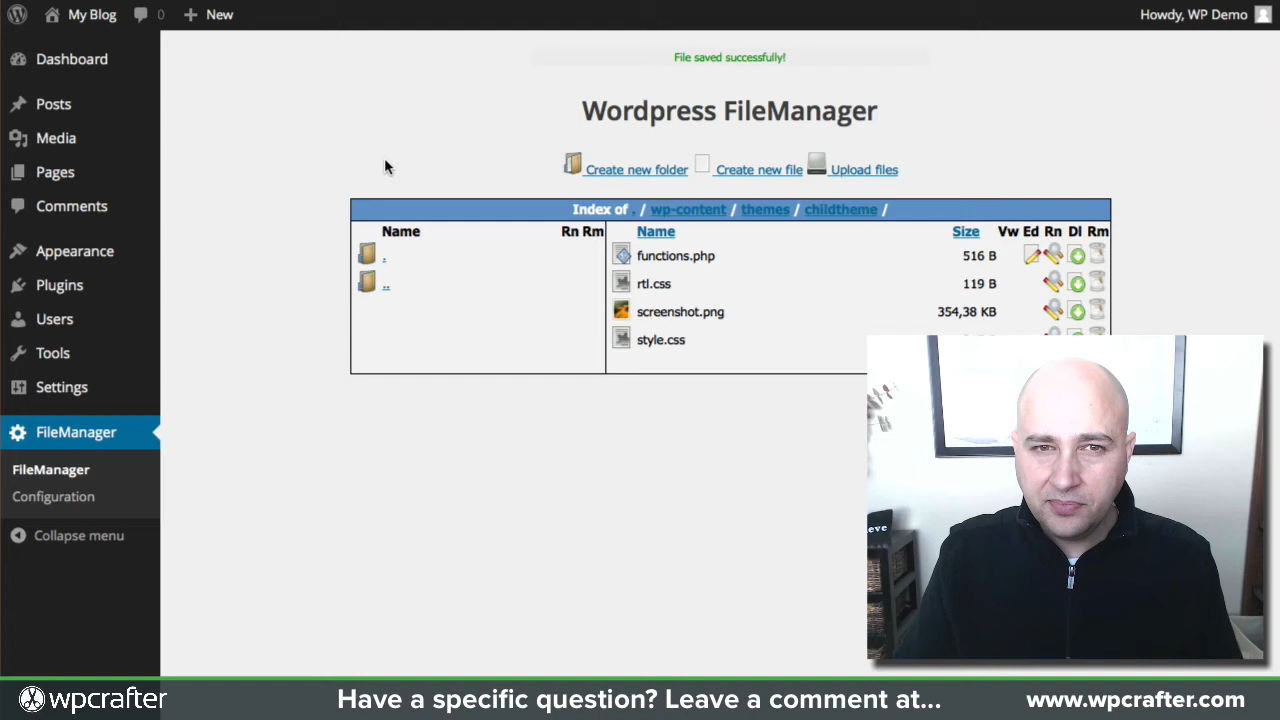 My Blog 0 New Howdy, WP Demo
Dashboard
Posts
Media
Pages
Comments
Appearance
Plugins
Users
Tools
Settings
FileManager
FileManager
Configuration
Collapse menu
File saved successfully!
Wordpress FileManager
Create new folder Create new file Upload files
Index of . / wp-content / themes / childtheme /
Name Rn Rm Name Size Vw Ed Rn Dl Rm
. functions.php 516 B
.. rtl.css 119 B
screenshot.png 354,38 KB
style.css
eve
wpcrafter Have a specific question? Leave a comment at... www.wpcrafter.com